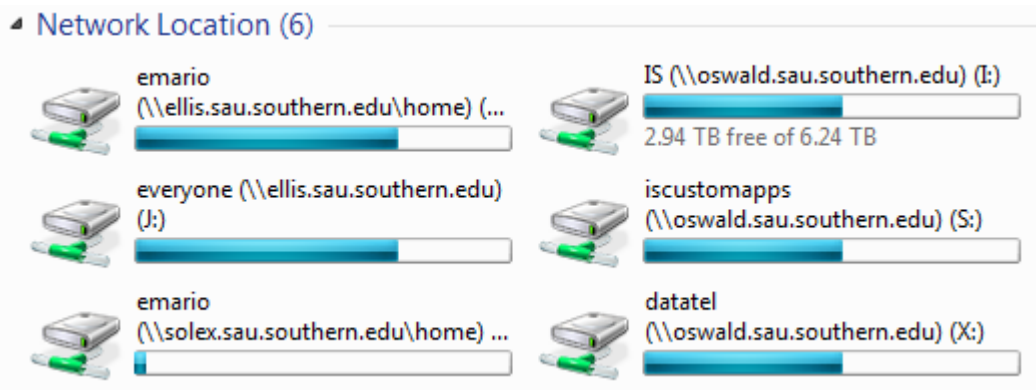 Network Location (6)
emario
(\\ellis.sau.southern.edu\home) (...
IS (\\oswald.sau.southern.edu) (I:)
2.94 TB free of 6.24 TB
everyone (\\ellis.sau.southern.edu)
(J:)
iscustomapps
(\\oswald.sau.southern.edu) (S:)
emario
(\\solex.sau.southern.edu\home) ...
datatel
(\\oswald.sau.southern.edu) (X:)